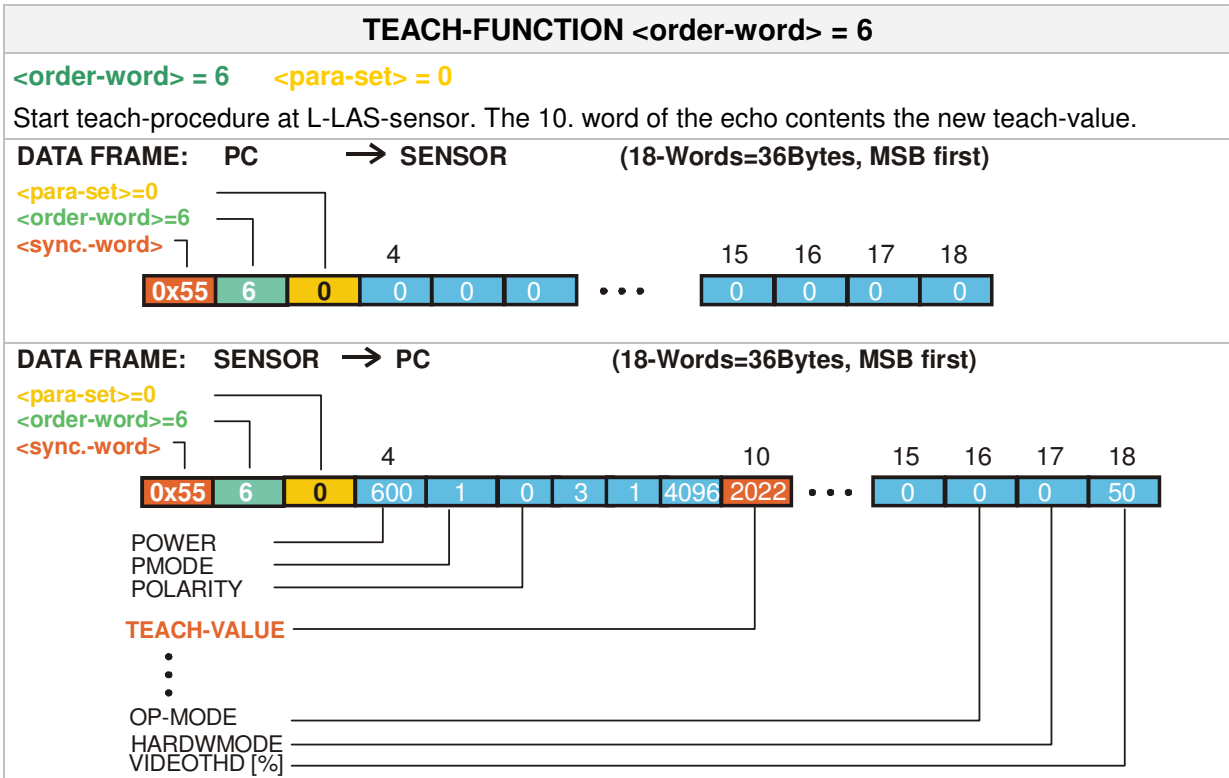 TEACH-FUNCTION <order-word> = 6
<order-word> = 6 <para-set> = 0
Start teach-procedure at L-LAS-sensor. The 10. word of the echo contents the new teach-value.
DATA FRAME: PC → SENSOR (18-Words=36Bytes, MSB first)
<para-set>=0
<order-word>=6
<sync.-word>
4 15 16 17 18
0x55 6 0 0 0 0 • • • 0 0 0 0
DATA FRAME: SENSOR → PC (18-Words=36Bytes, MSB first)
<para-set>=0
<order-word>=6
<sync.-word>
4 10 15 16 17 18
0x55 6 0 600 1 0 3 1 4096 2022 • • • 0 0 0 50
POWER
PMODE
POLARITY
TEACH-VALUE
OP-MODE
HARDWMODE
VIDEOTHD [%]